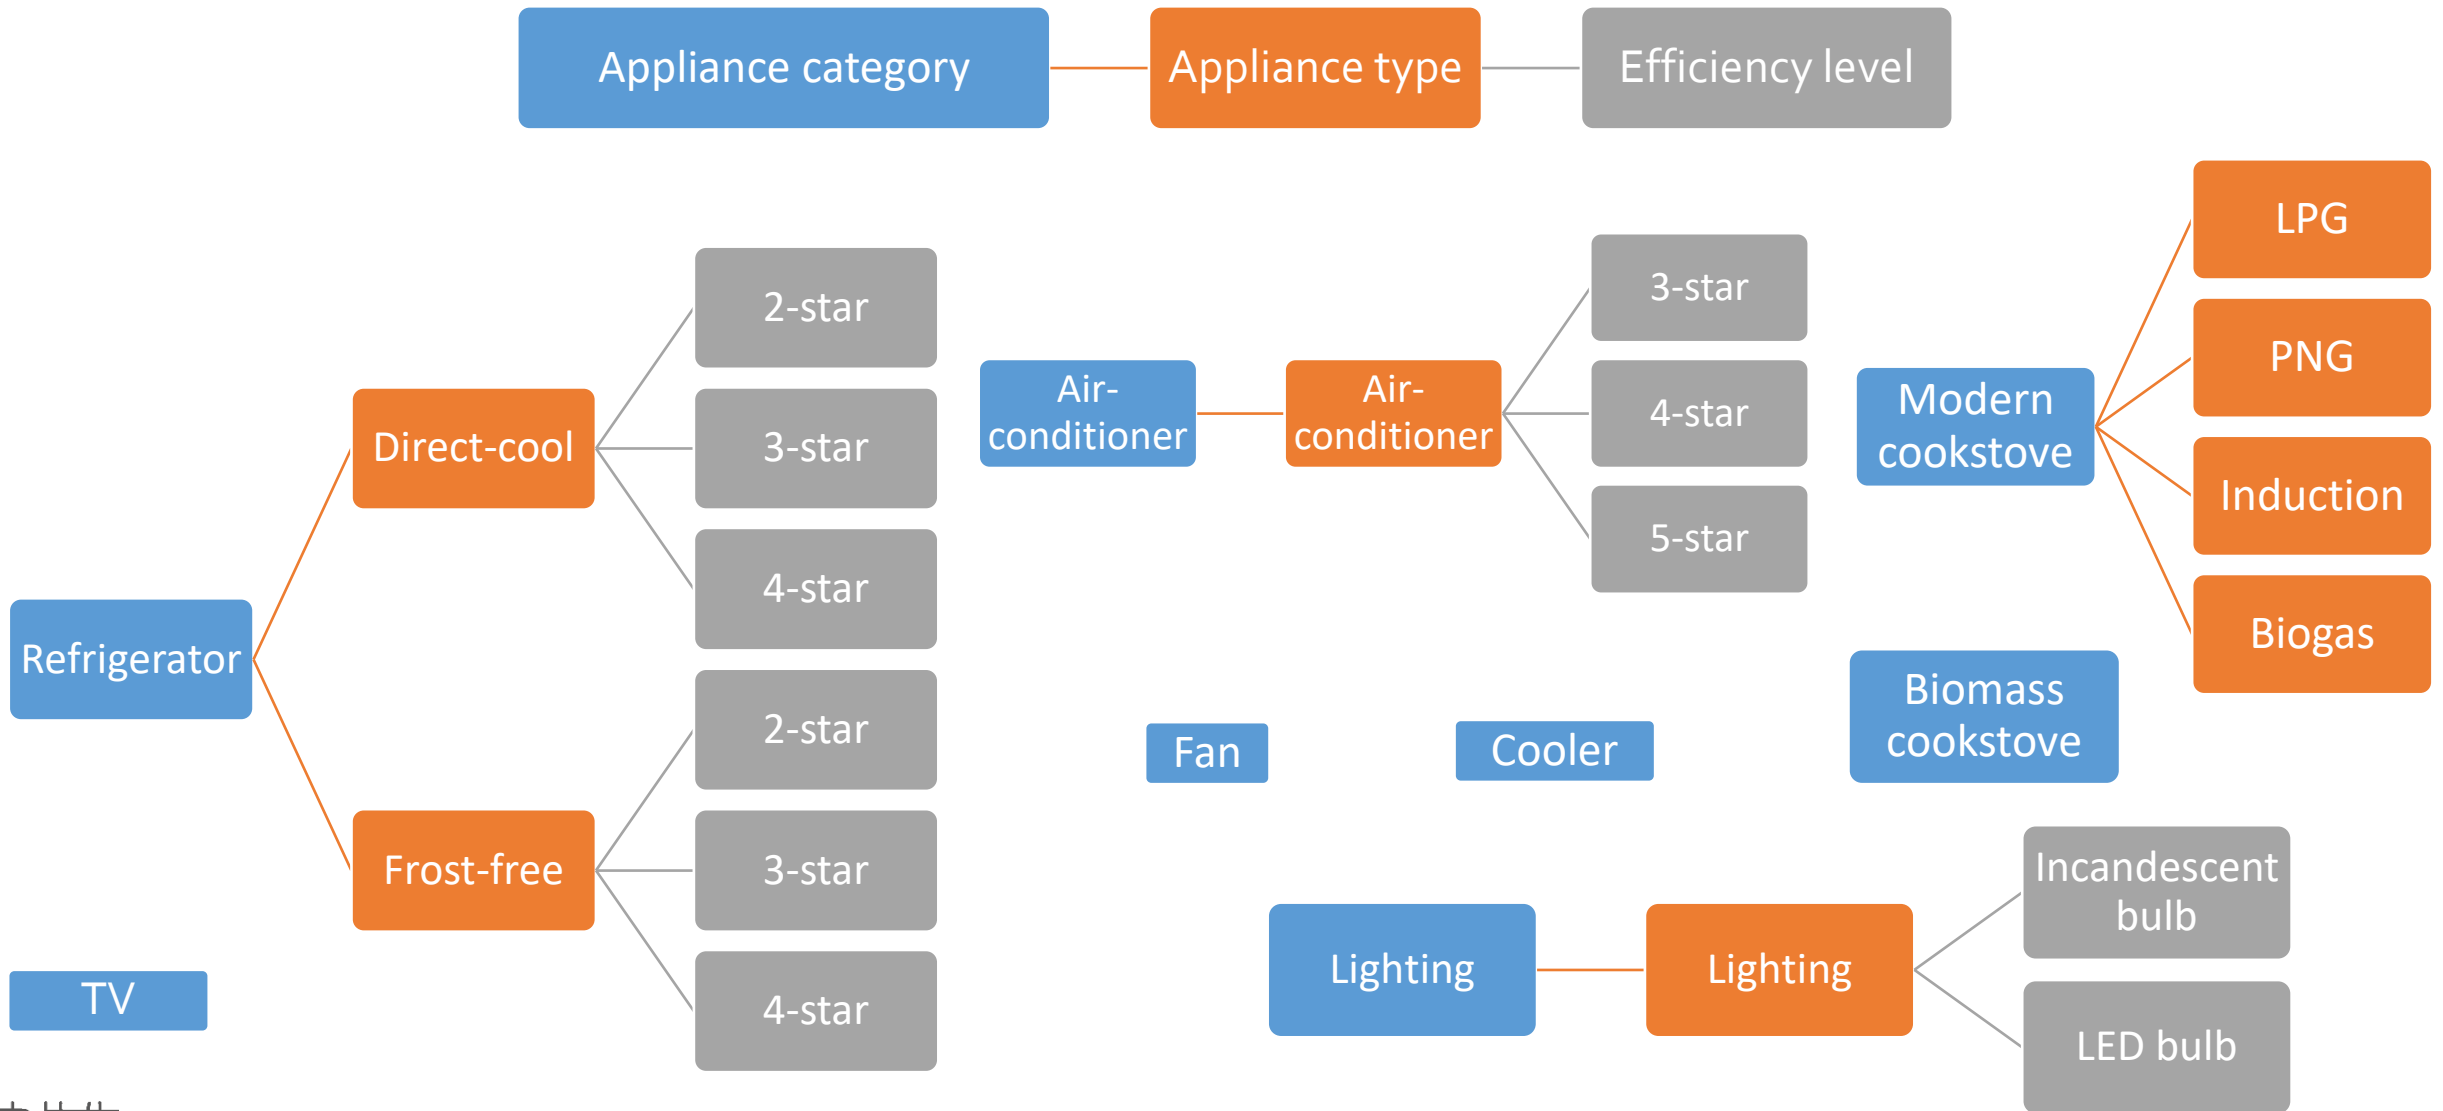 Appliance category
Appliance type
Efficiency level
Refrigerator
Direct-cool
2-star
3-star
4-star
Frost-free
2-star
3-star
4-star
TV
Air-
conditioner
Air-
conditioner
3-star
4-star
5-star
Fan
Cooler
Modern
cookstove
LPG
PNG
Induction
Biogas
Biomass
cookstove
Lighting
Lighting
Incandescent
bulb
LED bulb